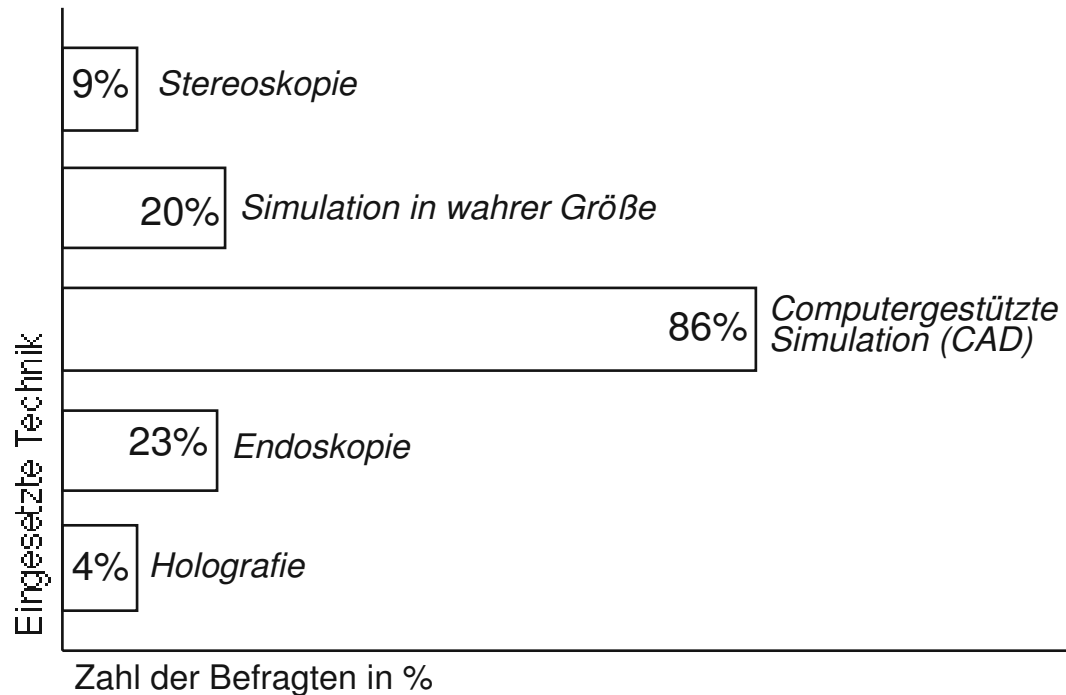 9% Stereoskopie
20% Simulation in wahrer Größe
86% Computergestützte
Simulation (CAD)
23% Endoskopie
4% Holografie
Eingesetzte Technik
Zahl der Befragten in %